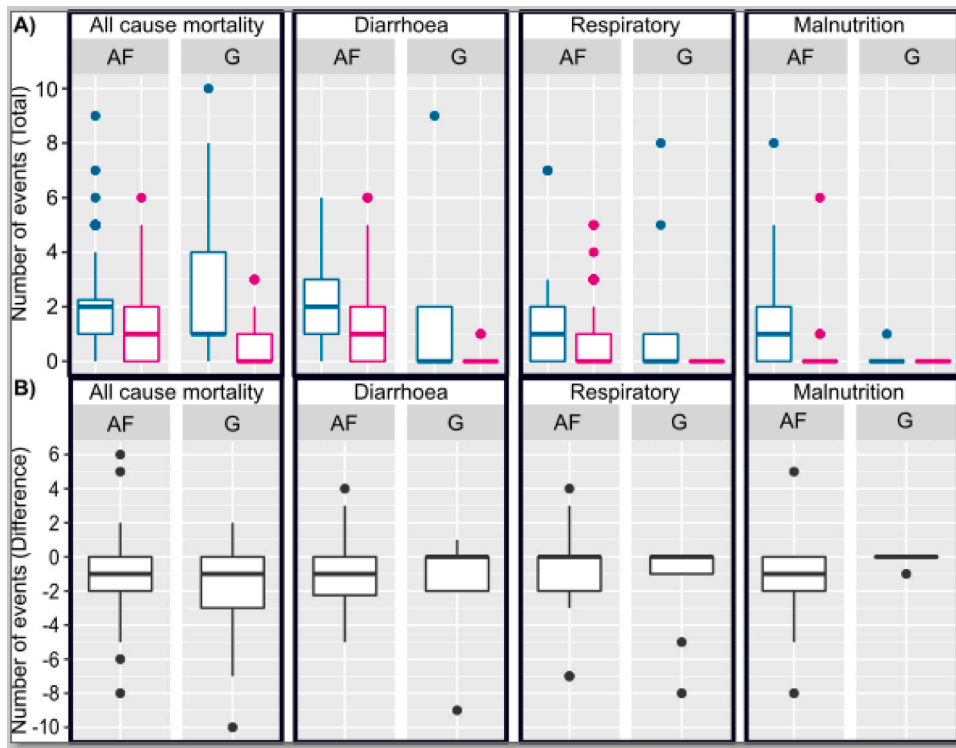 A)
All cause mortality Diarrhoea Respiratory Malnutrition
AF G AF G AF G AF G
Number of events (Total)
10
8
6
4
2
0
B)
All cause mortality Diarrhoea Respiratory Malnutrition
AF G AF G AF G AF G
Number of events (Difference)
6
4
2
0
-2
-4
-6
-8
-10